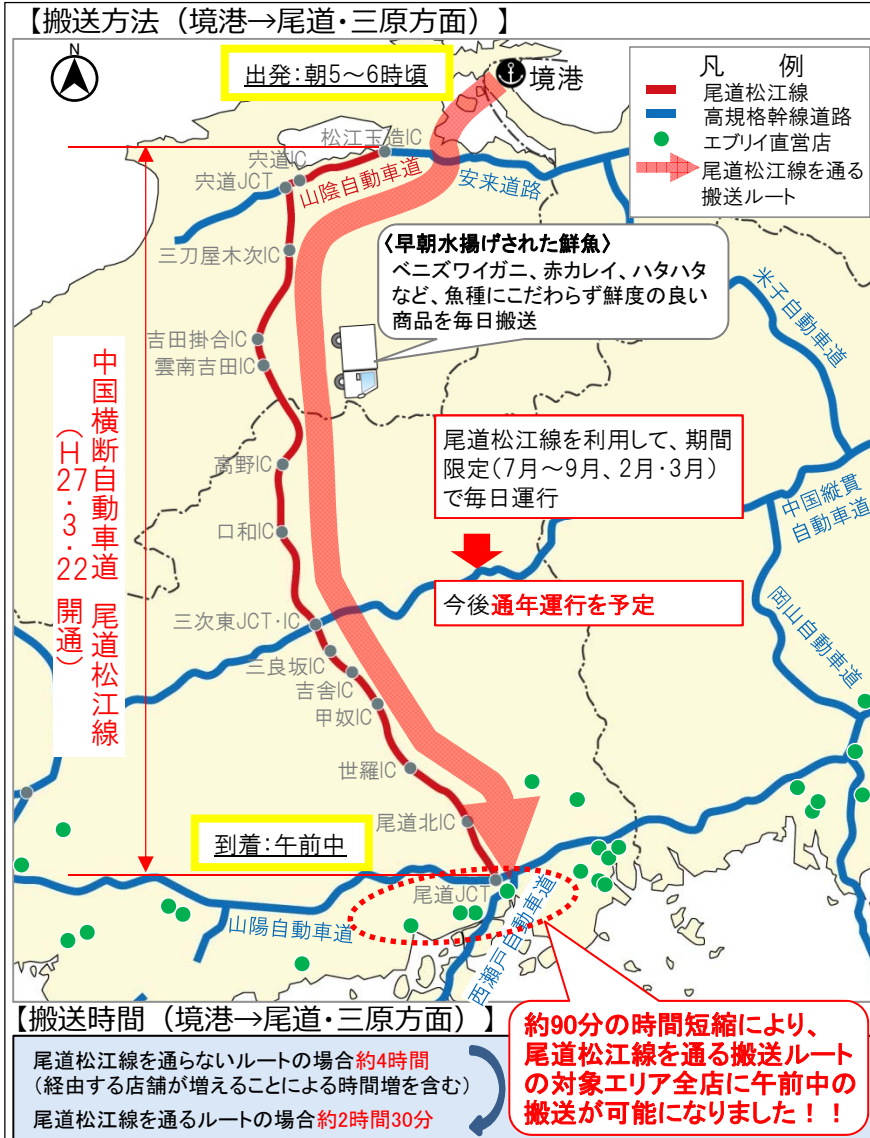 【搬送方法（境港→尾道・三原方面）】
N
出発：朝5～6時頃
境港
凡　例
尾道松江線
高規格幹線道路
エブリイ直営店
尾道松江線を通る
搬送ルート
松江玉造IC
宍道IC
宍道JCT
山陰自動車道
安来道路
三刀屋木次IC
〈早朝水揚げされた鮮魚〉
ベニズワイガニ、赤カレイ、ハタハタ
など、魚種にこだわらず鮮度の良い
商品を毎日搬送
米子自動車道
吉田掛合IC
雲南吉田IC
中国横断自動車道　尾道松江線
（H27・3・22 開通）
尾道松江線を利用して、期間
限定（7月～9月、2月・3月）
で毎日運行
高野IC
中国縦貫
自動車道
口和IC
今後通年運行を予定
岡山自動車道
三次東JCT・IC
三良坂IC
吉舎IC
甲奴IC
世羅IC
尾道北IC
到着：午前中
尾道JCT
山陽自動車道
西瀬戸自動車道
【搬送時間（境港→尾道・三原方面）】
尾道松江線を通らないルートの場合約4時間
（経由する店舗が増えることによる時間増を含む）
尾道松江線を通るルートの場合約2時間30分
約90分の時間短縮により、
尾道松江線を通る搬送ルート
の対象エリア全店に午前中の
搬送が可能になりました！！